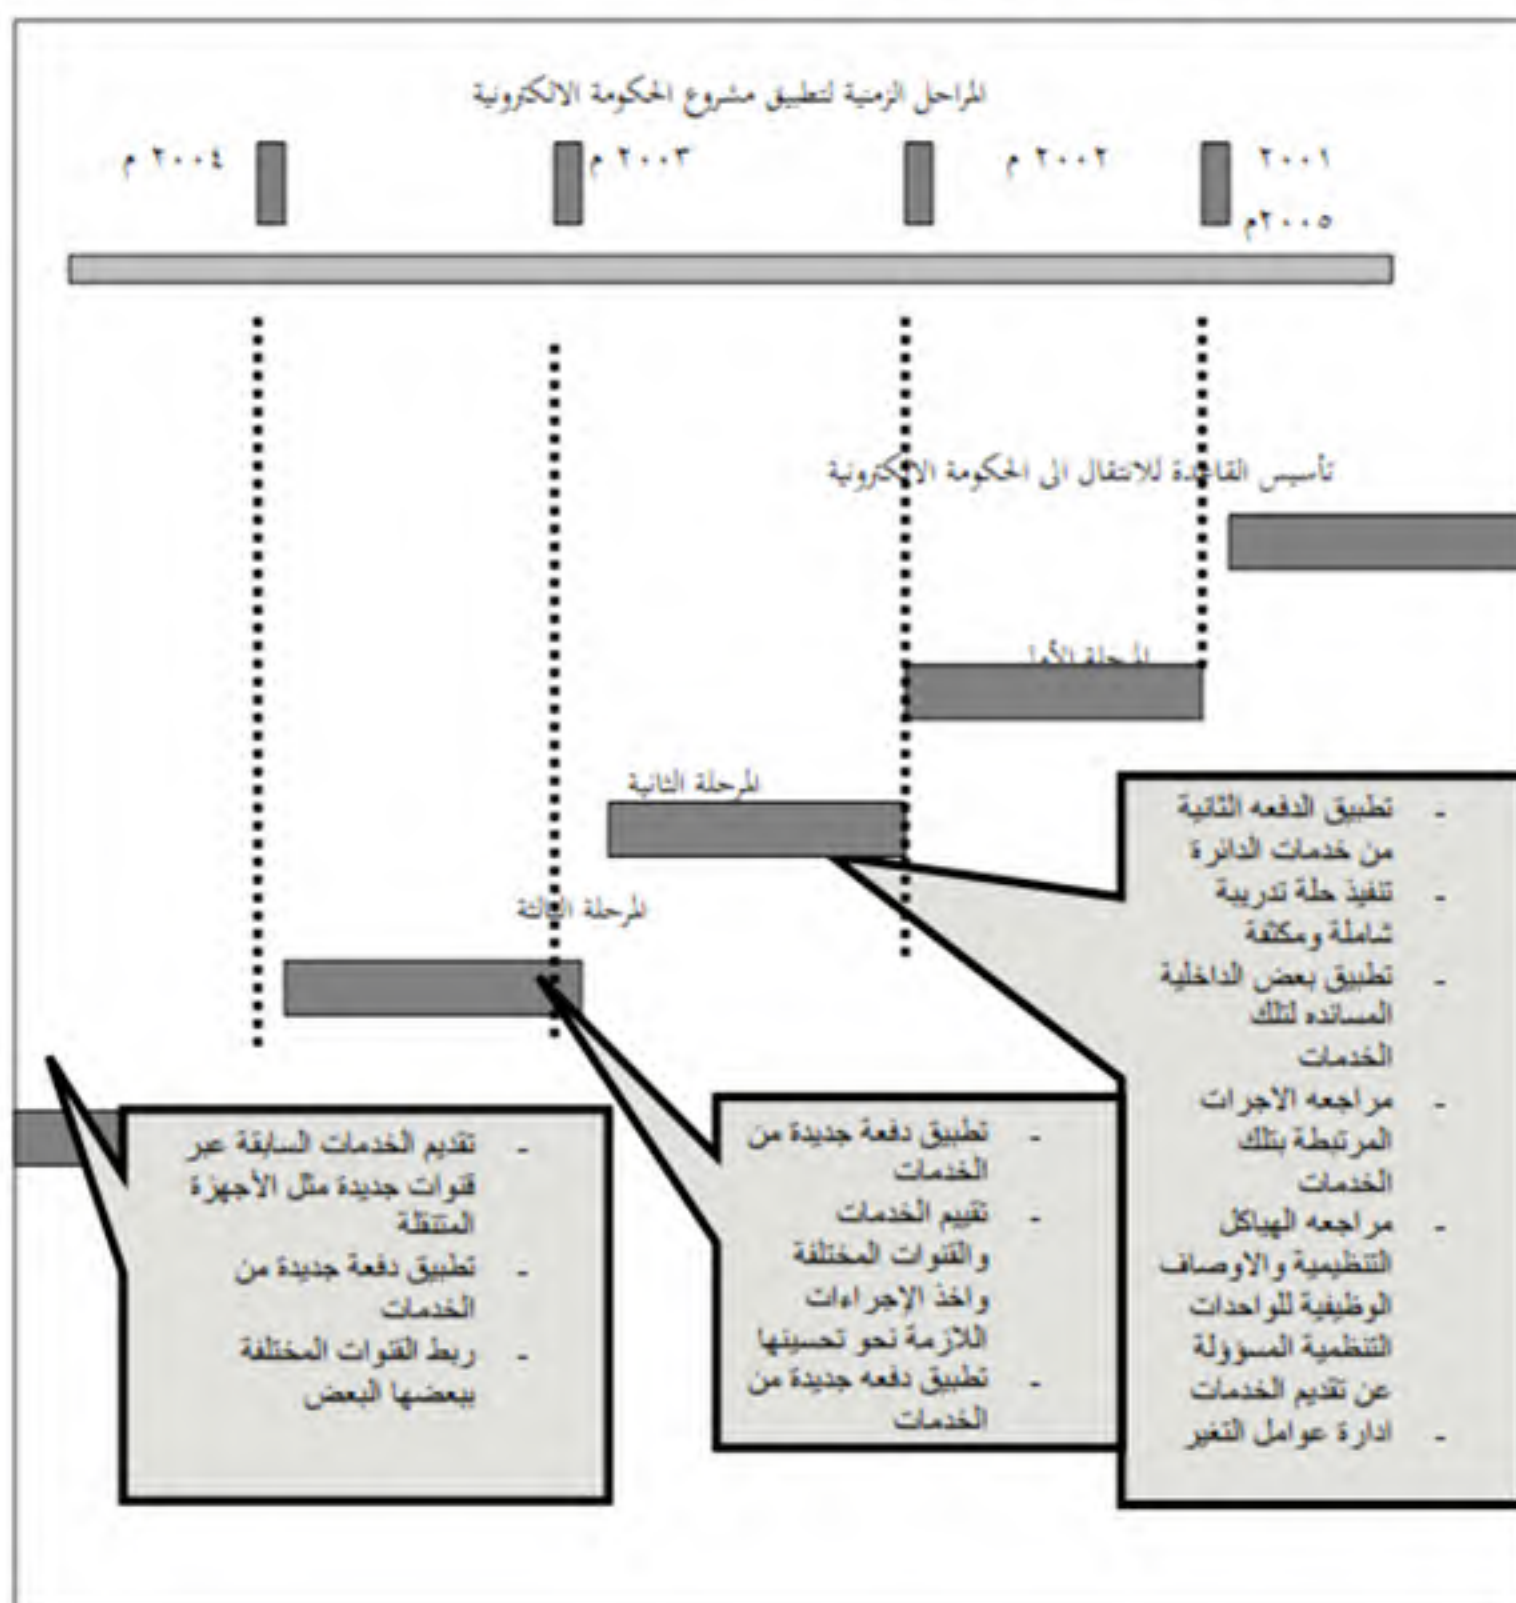 المراحل الزمنية لتطبيق مشروع الحكومة الالكترونية
٢٠٠١
٢٠٠٢ م
٢٠٠٣ م
٢٠٠٤ م
٢٠٠٥م
تأسيس القاعدة للانتقال الى الحكومة الالكترونية
المرحلة
المرحلة الثانية
المرحلة الثالثة
- تطبيق الدفعه الثانية
من خدمات الدائرة
- تنفيذ حلة تدريبة
شاملة ومكثفة
- تطبيق بعض الداخلية
المسانده لتلك
الخدمات
- مراجعه الاجرات
المرتبطة بتلك
الخدمات
- مراجعه الهياكل
التنظيمية والاوصاف
الوظيفية للواحدات
التنظمية المسؤولة
عن تقديم الخدمات
- ادارة عوامل التغير
- تطبيق دفعة جديدة من
الخدمات
- تقييم الخدمات
والقنوات المختلفة
واخذ الإجراءات
اللازمة نحو تحسينها
- تطبيق دفعه جديدة من
الخدمات
- تقديم الخدمات السابقة عبر
قنوات جديدة مثل الأجهزة
المتنقلة
- تطبيق دفعة جديدة من
الخدمات
- ربط القنوات المختلفة
ببعضها البعض